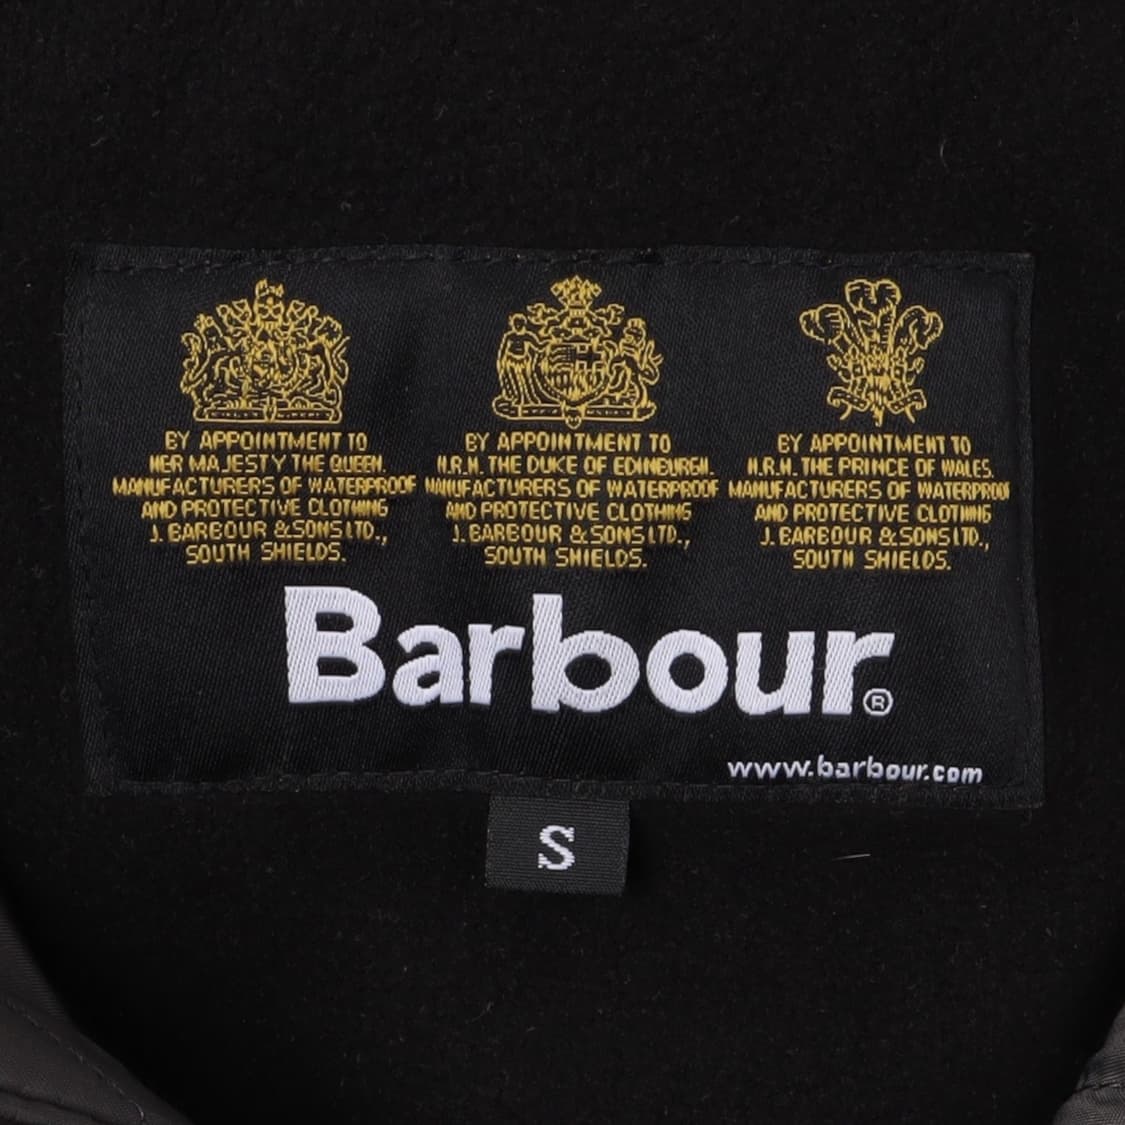 BY APPOINTMENT TO
HER MAJESTY THE QUEEN.
MANUFACTURERS OF WATERPROOF
AND PROTECTIVE CLOTHING
J. BARBOUR & SONS LTD.,
SOUTH SHIELDS.
BY APPOINTMENT TO
H.R.H. THE DUKE OF EDINBURGH.
MANUFACTURERS OF WATERPROOF
AND PROTECTIVE CLOTHING
J. BARBOUR & SONS LTD.,
SOUTH SHIELDS.
BY APPOINTMENT TO
H.R.H. THE PRINCE OF WALES.
MANUFACTURERS OF WATERPROOF
AND PROTECTIVE CLOTHING
J. BARBOUR & SONS LTD.,
SOUTH SHIELDS.
Barbour®
www.barbour.com
S